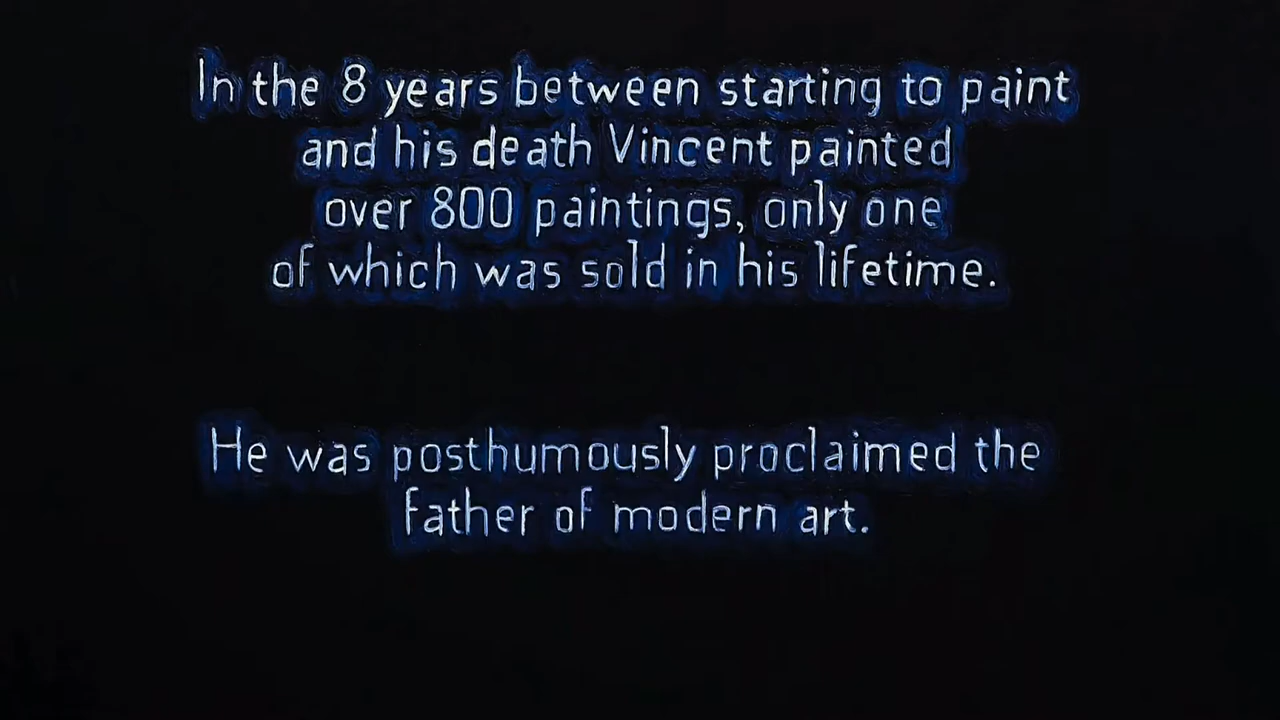 In the 8 years between starting to paint
and his death Vincent painted
over 800 paintings, only one
of which was sold in his lifetime.
He was posthumously proclaimed the
father of modern art.